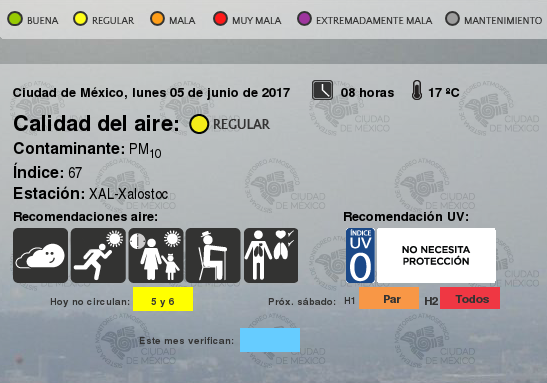 BUENA REGULAR MALA MUY MALA EXTREMADAMENTE MALA MANTENIMIENTO
Ciudad de México, lunes 05 de junio de 2017 08 horas 17 ºC
Calidad del aire: REGULAR
Contaminante: PM10
Índice: 67
Estación: XAL-Xalostoc
Recomendaciones aire: Recomendación UV:
ÍNDICE
UV
0
NO NECESITA
PROTECCIÓN
Hoy no circulan: 5 y 6 Próx. sábado: H1 Par H2 Todos
Este mes verifican: